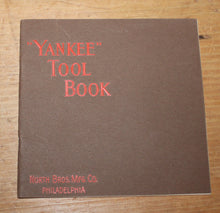 "YANKEE"
TOOL
BOOK
NORTH BROS. MFG. CO.
PHILADELPHIA